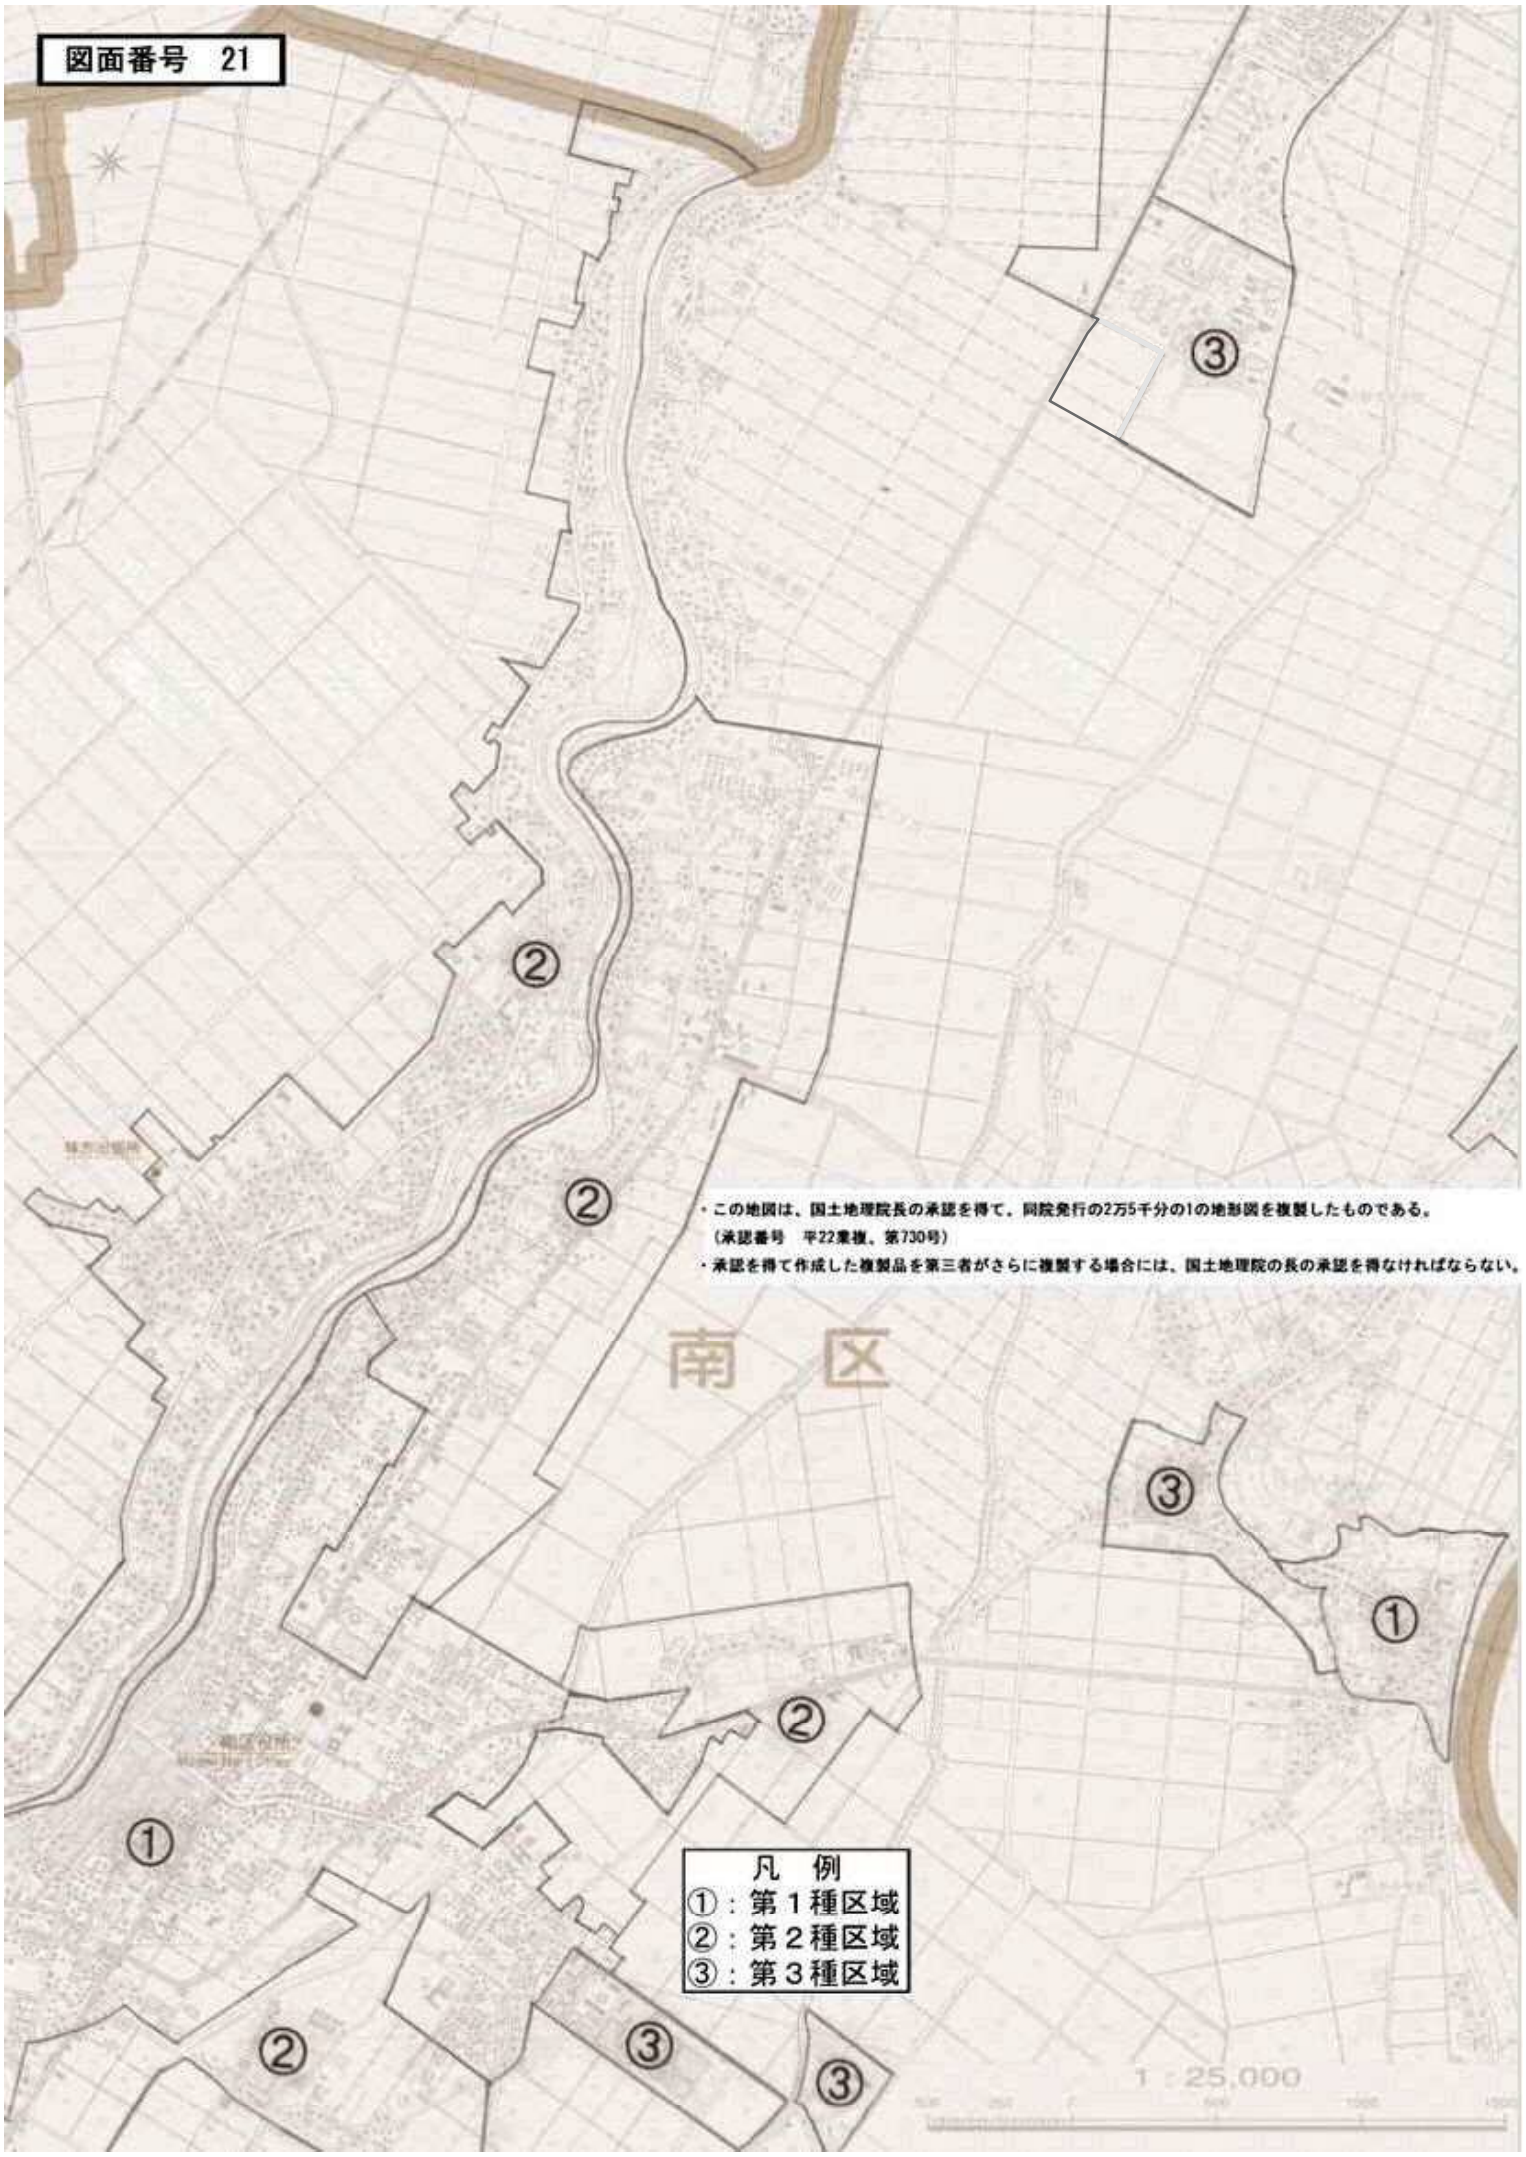 図面番号 21
③
②
②
・この地図は、国土地理院長の承認を得て、同院発行の2万5千分の1の地形図を複製したものである。
(承認番号 平22業複、第730号)
・承認を得て作成した複製品を第三者がさらに複製する場合には、国土地理院の長の承認を得なければならない。
南 区
③
①
②
①
凡 例
①：第１種区域
②：第２種区域
③：第３種区域
②
③
③
1 : 25,000